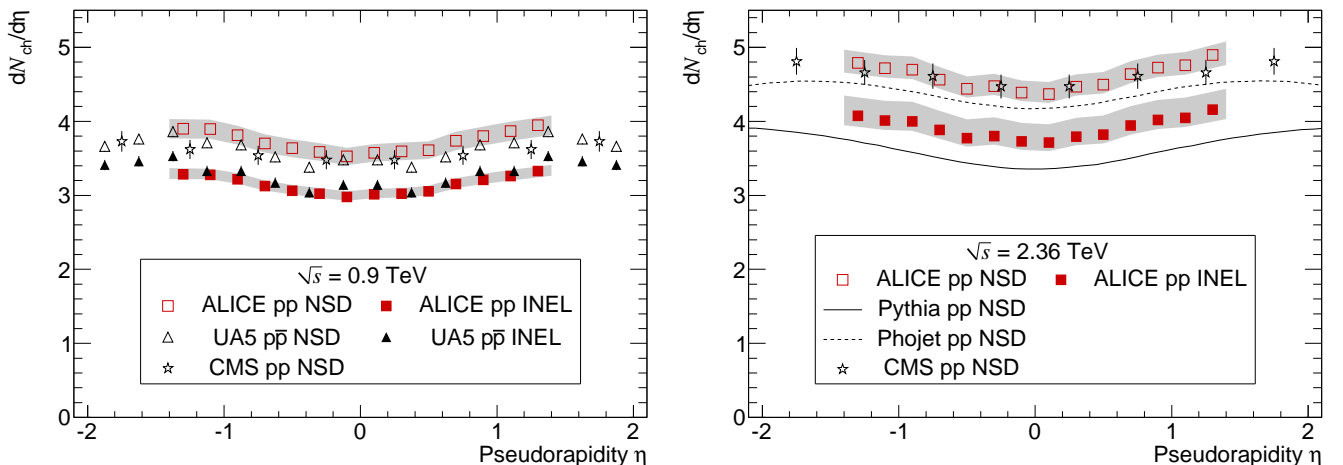 dN_ch/dη
5
4
3
2
1
0
√s = 0.9 TeV
ALICE pp NSD ALICE pp INEL
UA5 pp̅ NSD UA5 pp̅ INEL
CMS pp NSD
-2 -1 0 1 2
Pseudorapidity η
dN_ch/dη
5
4
3
2
1
0
√s = 2.36 TeV
ALICE pp NSD ALICE pp INEL
Pythia pp NSD
Phojet pp NSD
CMS pp NSD
-2 -1 0 1 2
Pseudorapidity η